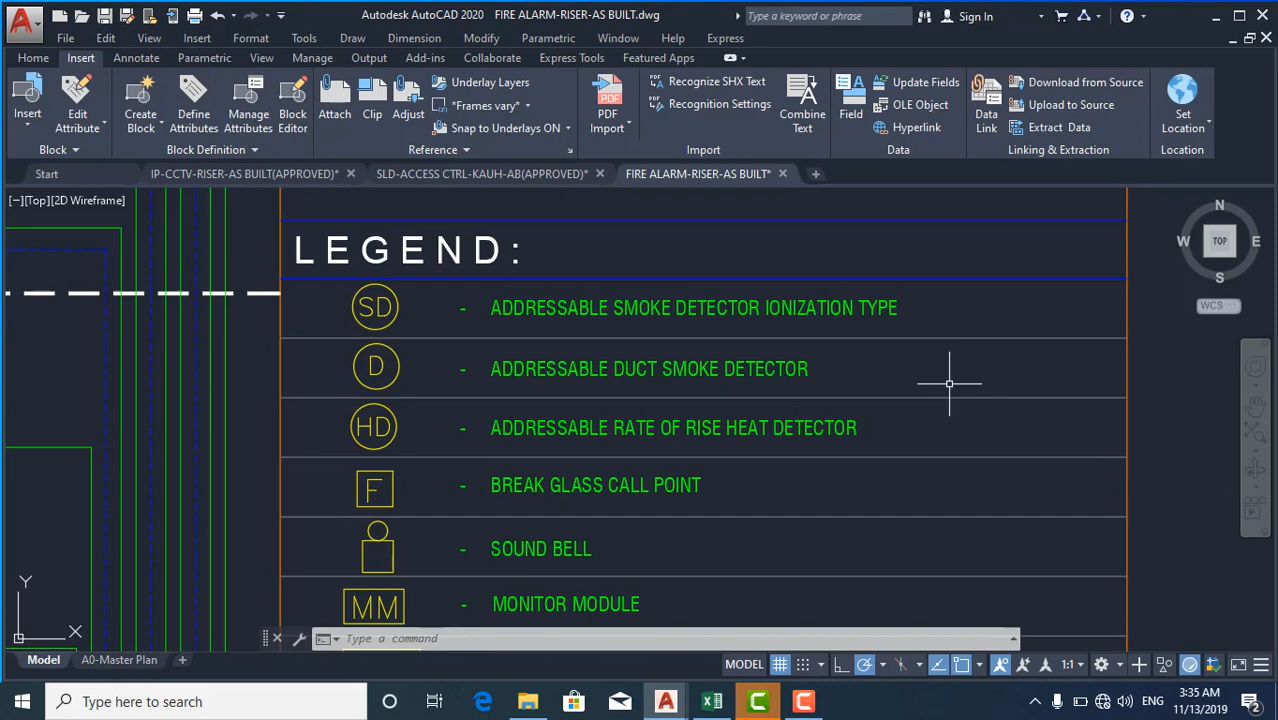 Autodesk AutoCAD 2020 FIRE ALARM-RISER-AS BUILT.dwg
Type a keyword or phrase
Sign In
File Edit View Insert Format Tools Draw Dimension Modify Parametric Window Help Express
Home Insert Annotate Parametric View Manage Output Add-ins Collaborate Express Tools Featured Apps
Insert
Edit Attribute
Create Block
Define Attributes
Manage Attributes
Block Editor
Attach
Clip
Adjust
Underlay Layers
*Frames vary*
Snap to Underlays ON
PDF Import
Recognize SHX Text
Recognition Settings
Combine Text
Field
Update Fields
OLE Object
Hyperlink
Data Link
Download from Source
Upload to Source
Extract Data
Set Location
Block Block Definition Reference Import Data Linking & Extraction Location
Start IP-CCTV-RISER-AS BUILT(APPROVED)* SLD-ACCESS CTRL-KAUH-AB(APPROVED)* FIRE ALARM-RISER-AS BUILT*
[−][Top][2D Wireframe]
N
W TOP E
S
WCS
LEGEND:
SD - ADDRESSABLE SMOKE DETECTOR IONIZATION TYPE
D - ADDRESSABLE DUCT SMOKE DETECTOR
HD - ADDRESSABLE RATE OF RISE HEAT DETECTOR
F - BREAK GLASS CALL POINT
- SOUND BELL
MM - MONITOR MODULE
Y
X
Type a command
Model A0-Master Plan
MODEL 1:1
Type here to search
ENG
3:35 AM
11/13/2019
2